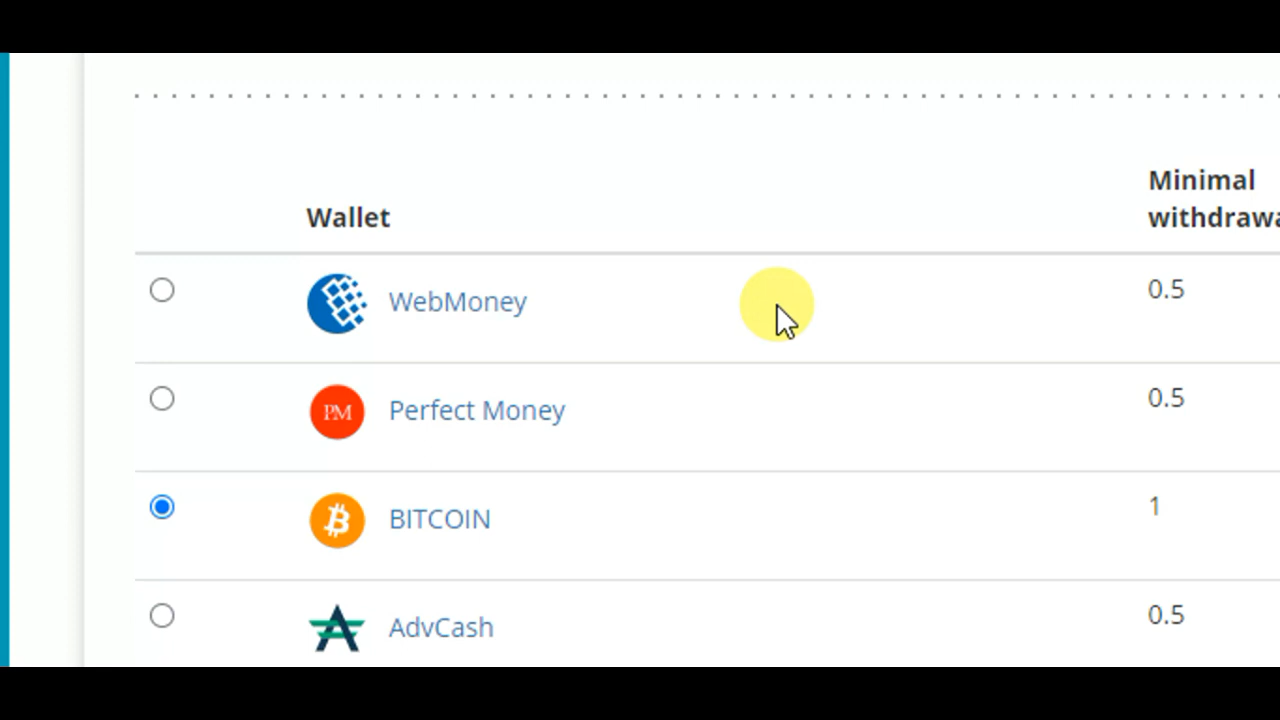 Minimal
Wallet withdrawa
WebMoney 0.5
PM Perfect Money 0.5
BITCOIN 1
AdvCash 0.5